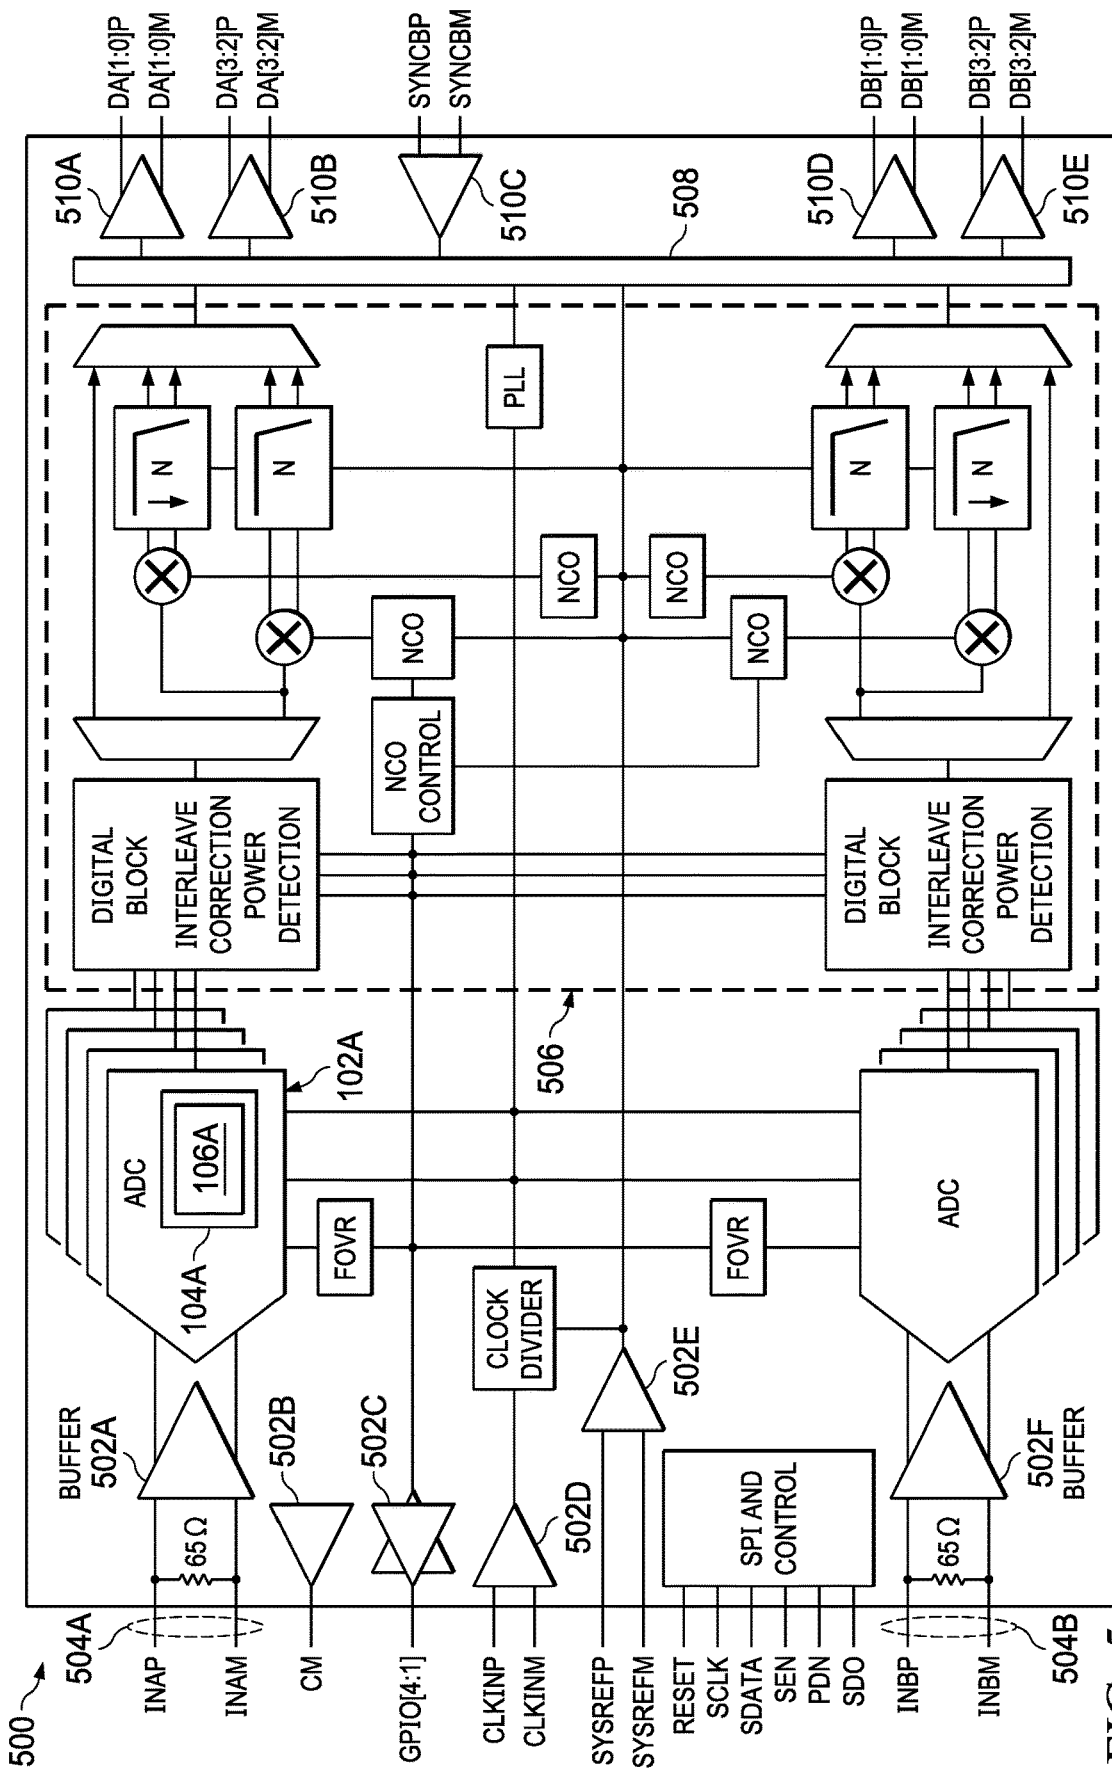 500
504A
INAP
INAM
65 Ω
BUFFER
502A
ADC
104A
106A
102A
DIGITAL
BLOCK
INTERLEAVE
CORRECTION
POWER
DETECTION
N
N
510A
510B
DA[1:0]P
DA[1:0]M
DA[3:2]P
DA[3:2]M
CM
502B
GPIO[4:1]
502C
FOVR
NCO
CONTROL
NCO
NCO
SYNCBP
SYNCBM
510C
CLKINP
CLKINM
502D
CLOCK
DIVIDER
PLL
508
SYSREFP
SYSREFM
502E
506
NCO
NCO
RESET
SCLK
SDATA
SEN
PDN
SDO
SPI AND
CONTROL
FOVR
504B
INBP
INBM
65 Ω
502F
BUFFER
ADC
DIGITAL
BLOCK
INTERLEAVE
CORRECTION
POWER
DETECTION
N
N
510D
510E
DB[1:0]P
DB[1:0]M
DB[3:2]P
DB[3:2]M